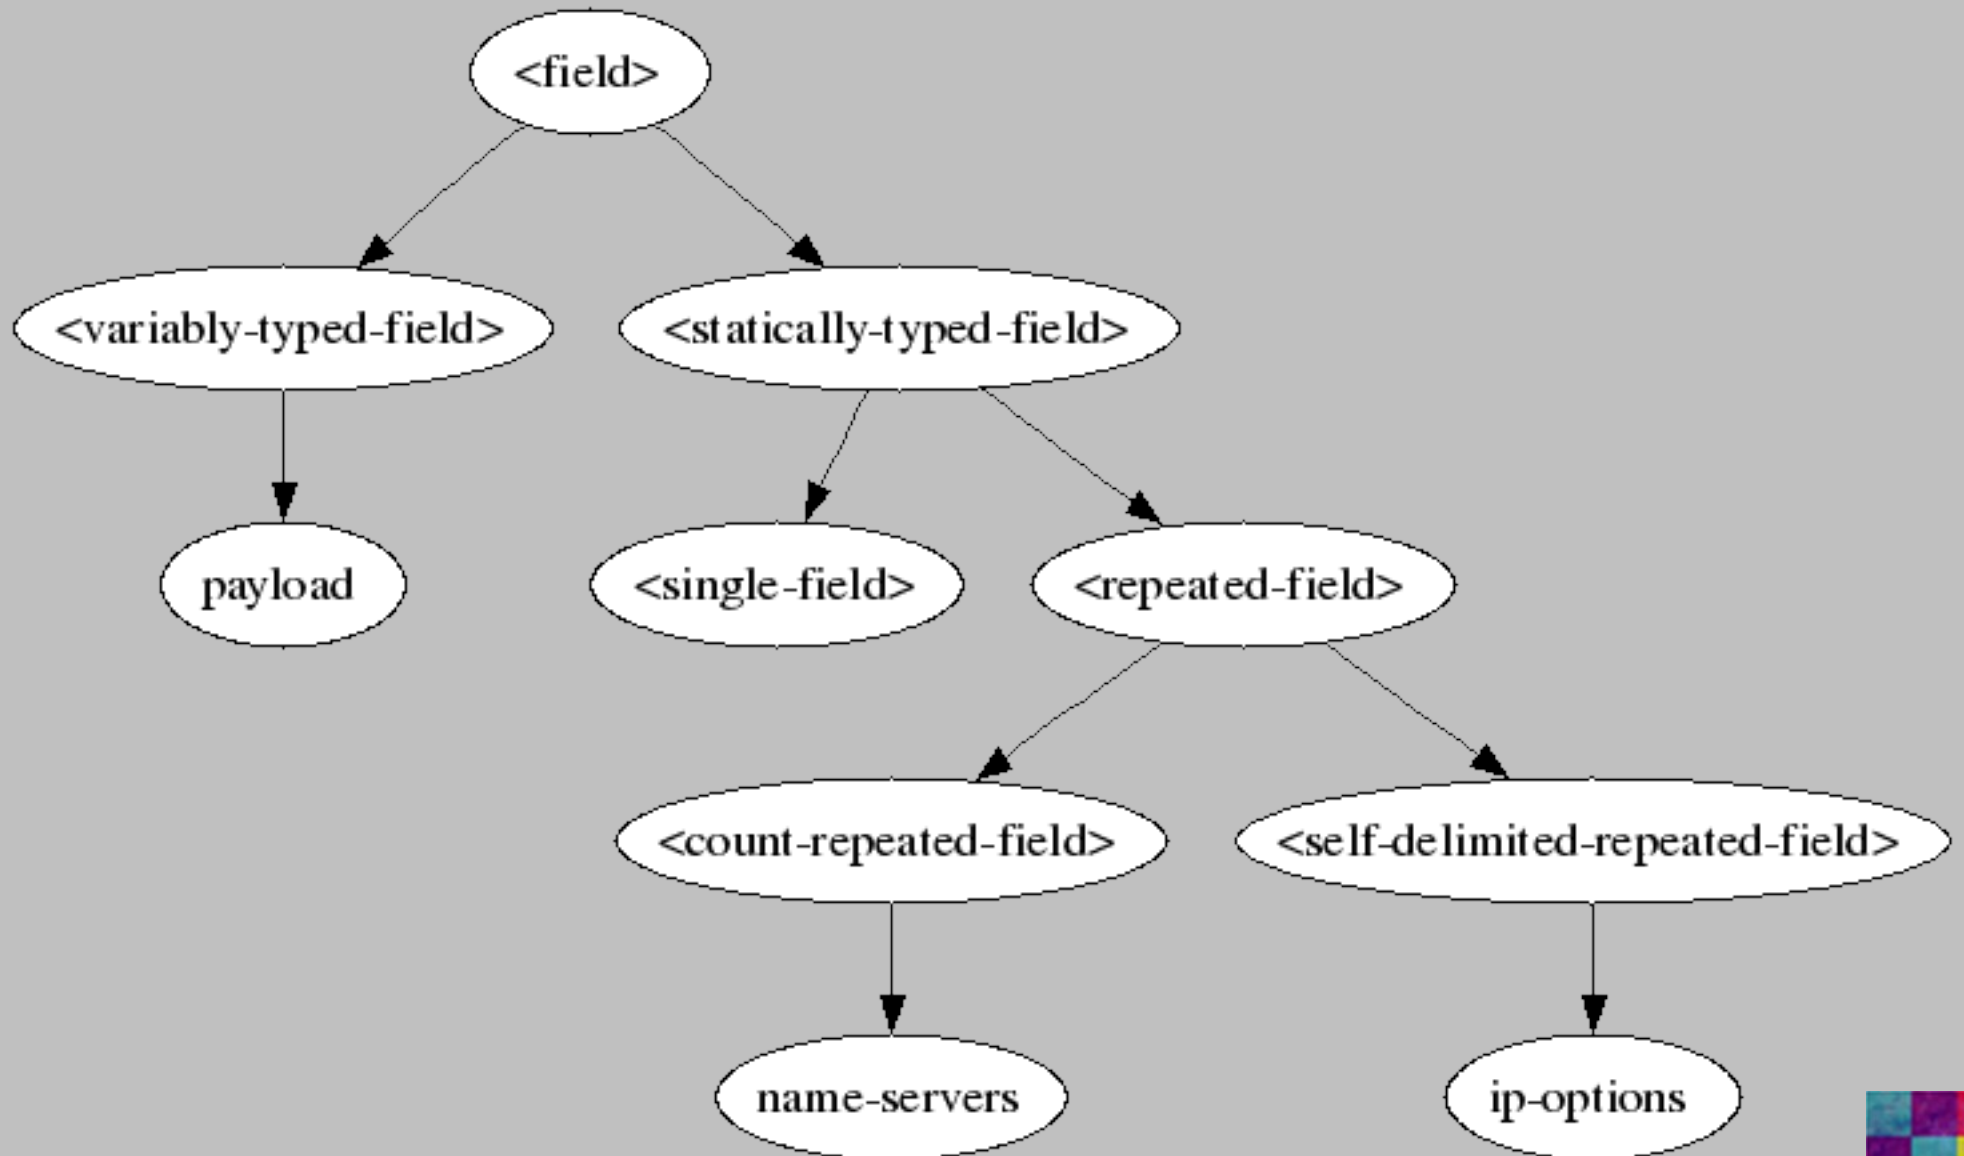 <field>
<variably-typed-field>
<statically-typed-field>
payload
<single-field>
<repeated-field>
<count-repeated-field>
<self-delimited-repeated-field>
name-servers
ip-options